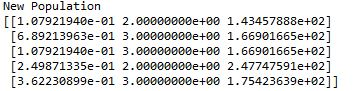 New Population
[[1.07921940e-01 2.00000000e+00 1.43457888e+02]
[6.89213963e-01 3.00000000e+00 1.66901665e+02]
[1.07921940e-01 3.00000000e+00 1.66901665e+02]
[2.49871335e-01 2.00000000e+00 2.47747591e+02]
[3.62230899e-01 3.00000000e+00 1.75423639e+02]]